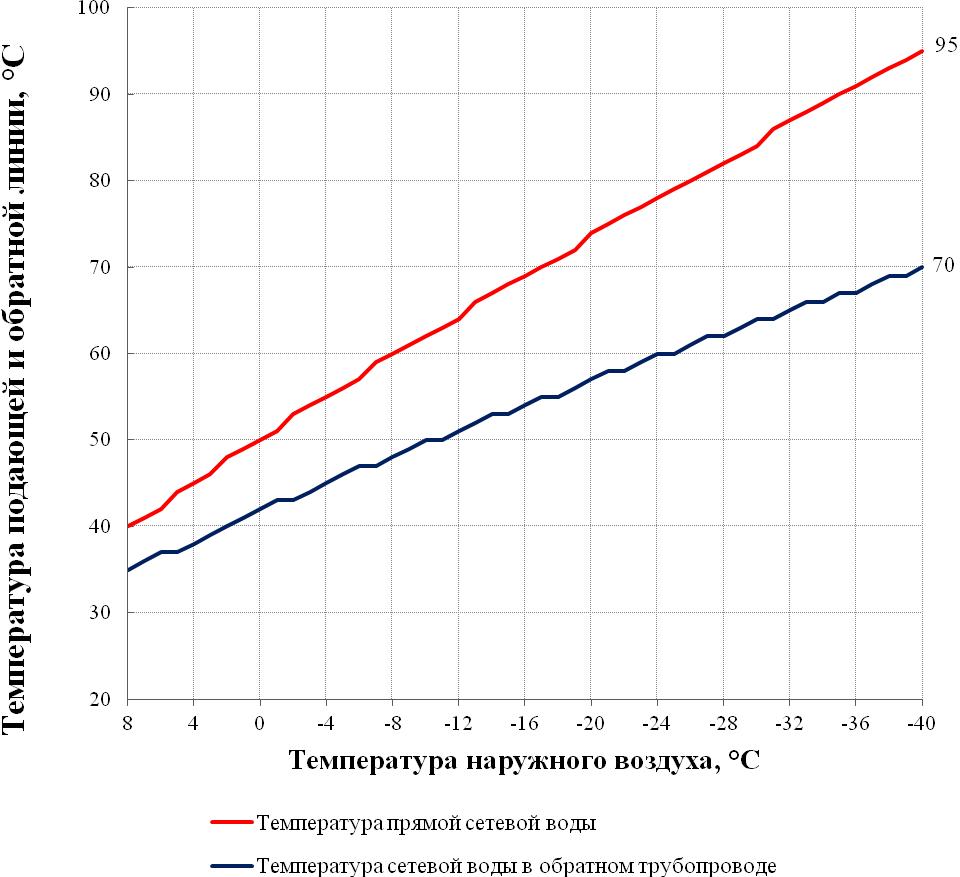 Температура подающей и обратной линии, °С
100
90
80
70
60
50
40
30
20
95
70
8 4 0 -4 -8 -12 -16 -20 -24 -28 -32 -36 -40
Температура наружного воздуха, °С
Температура прямой сетевой воды
Температура сетевой воды в обратном трубопроводе